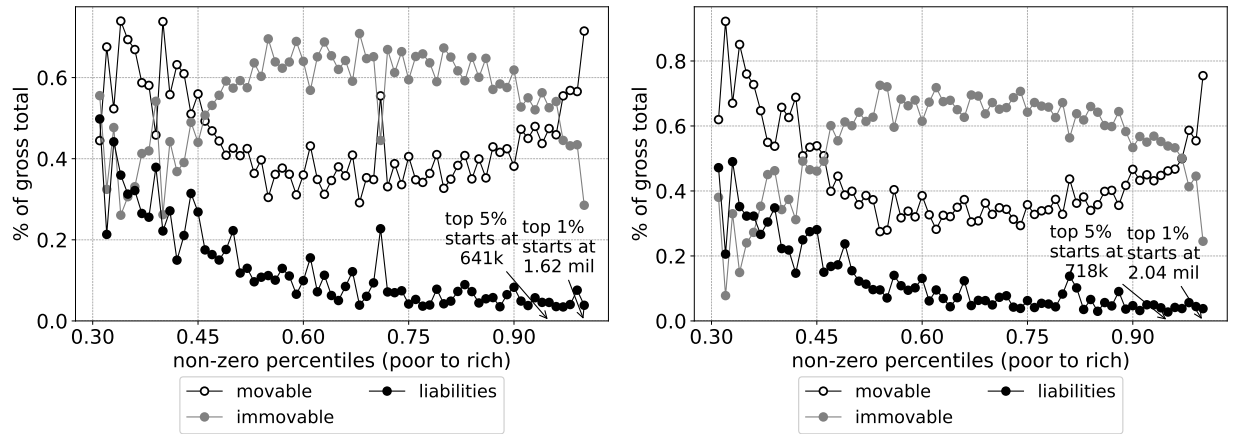 % of gross total
0.6
0.4
0.2
0.0
0.30
0.45
0.60
0.75
0.90
top 5%
starts at
641k
top 1%
starts at
1.62 mil
non-zero percentiles (poor to rich)
movable
immovable
liabilities
% of gross total
0.8
0.6
0.4
0.2
0.0
0.30
0.45
0.60
0.75
0.90
top 5%
starts at
718k
top 1%
starts at
2.04 mil
non-zero percentiles (poor to rich)
movable
immovable
liabilities